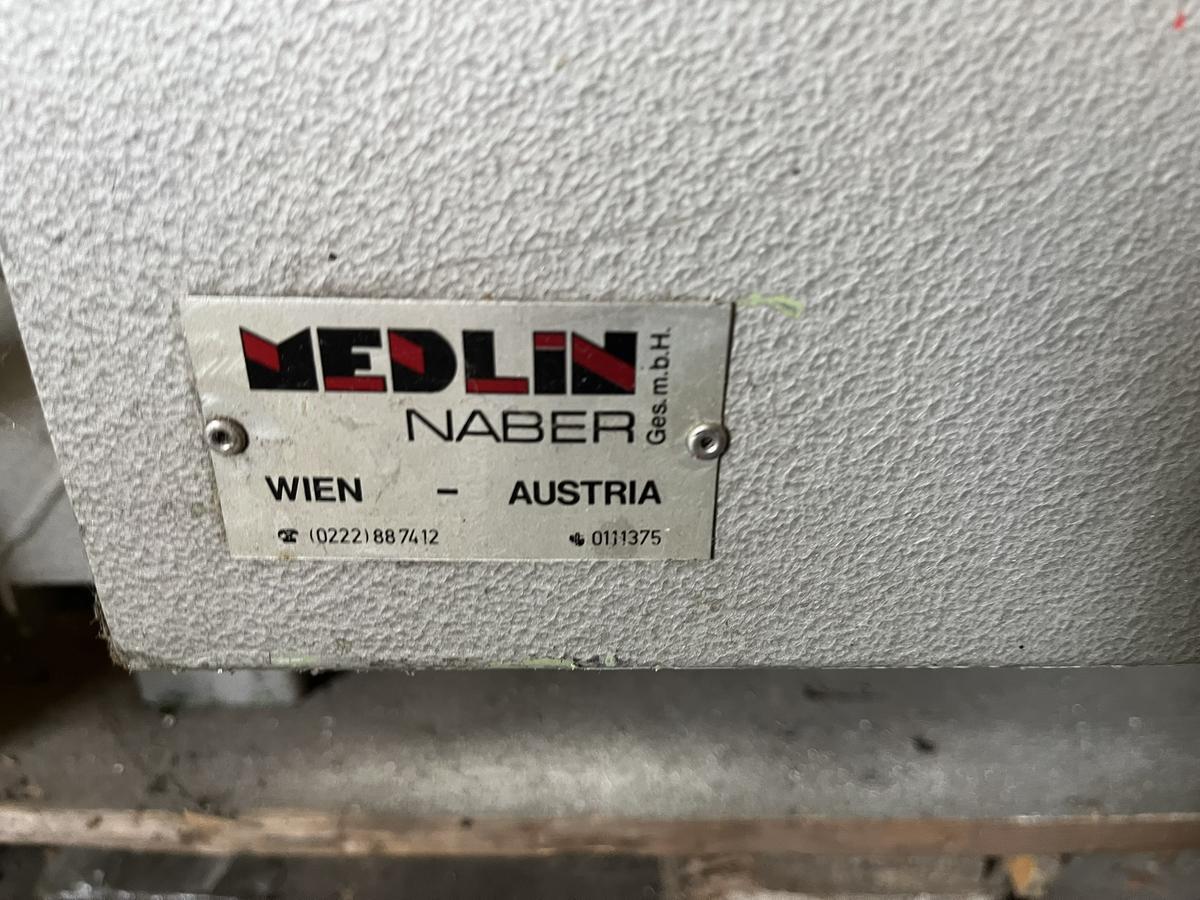 MEDLIN
NABER
Ges.m.b.H.
WIEN – AUSTRIA
☎ (0222) 88 74 12 0111375